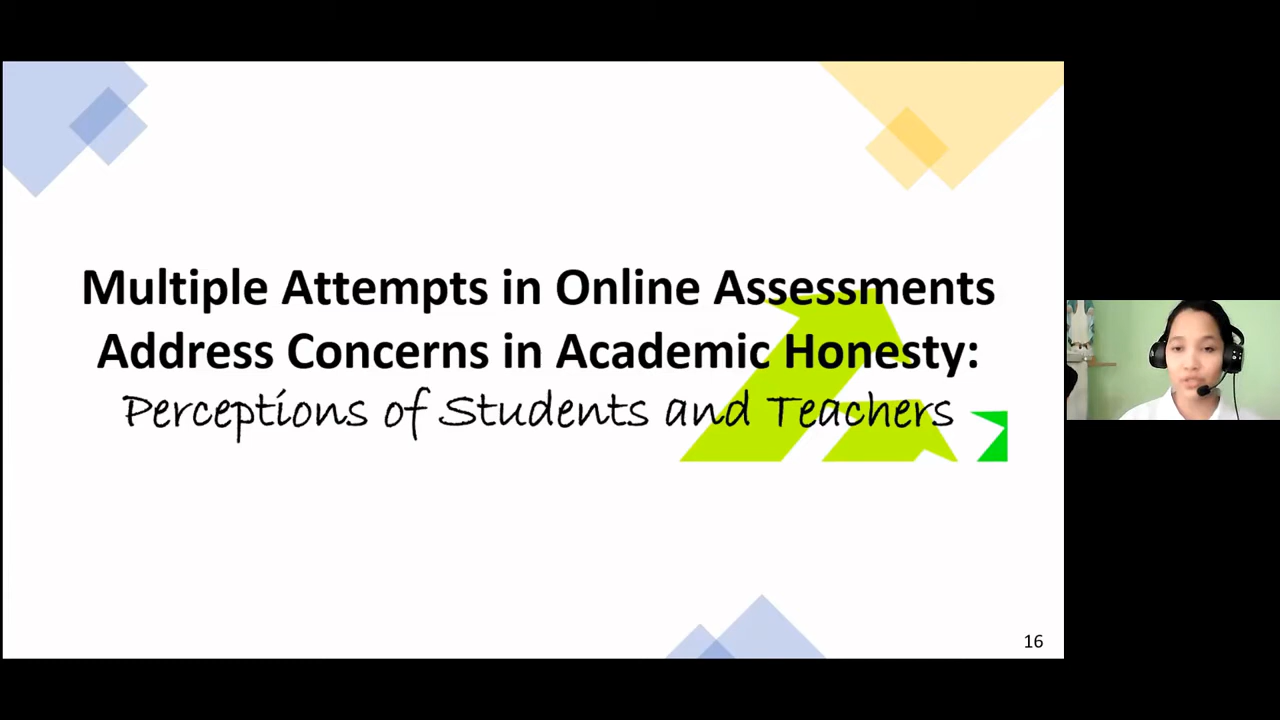 Multiple Attempts in Online Assessments
Address Concerns in Academic Honesty:
Perceptions of Students and Teachers
16